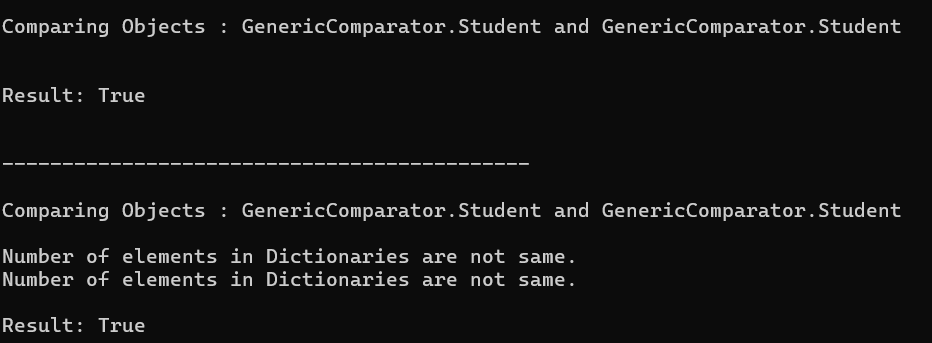 Comparing Objects : GenericComparator.Student and GenericComparator.Student
Result: True
____________________________________________
Comparing Objects : GenericComparator.Student and GenericComparator.Student
Number of elements in Dictionaries are not same.
Number of elements in Dictionaries are not same.
Result: True